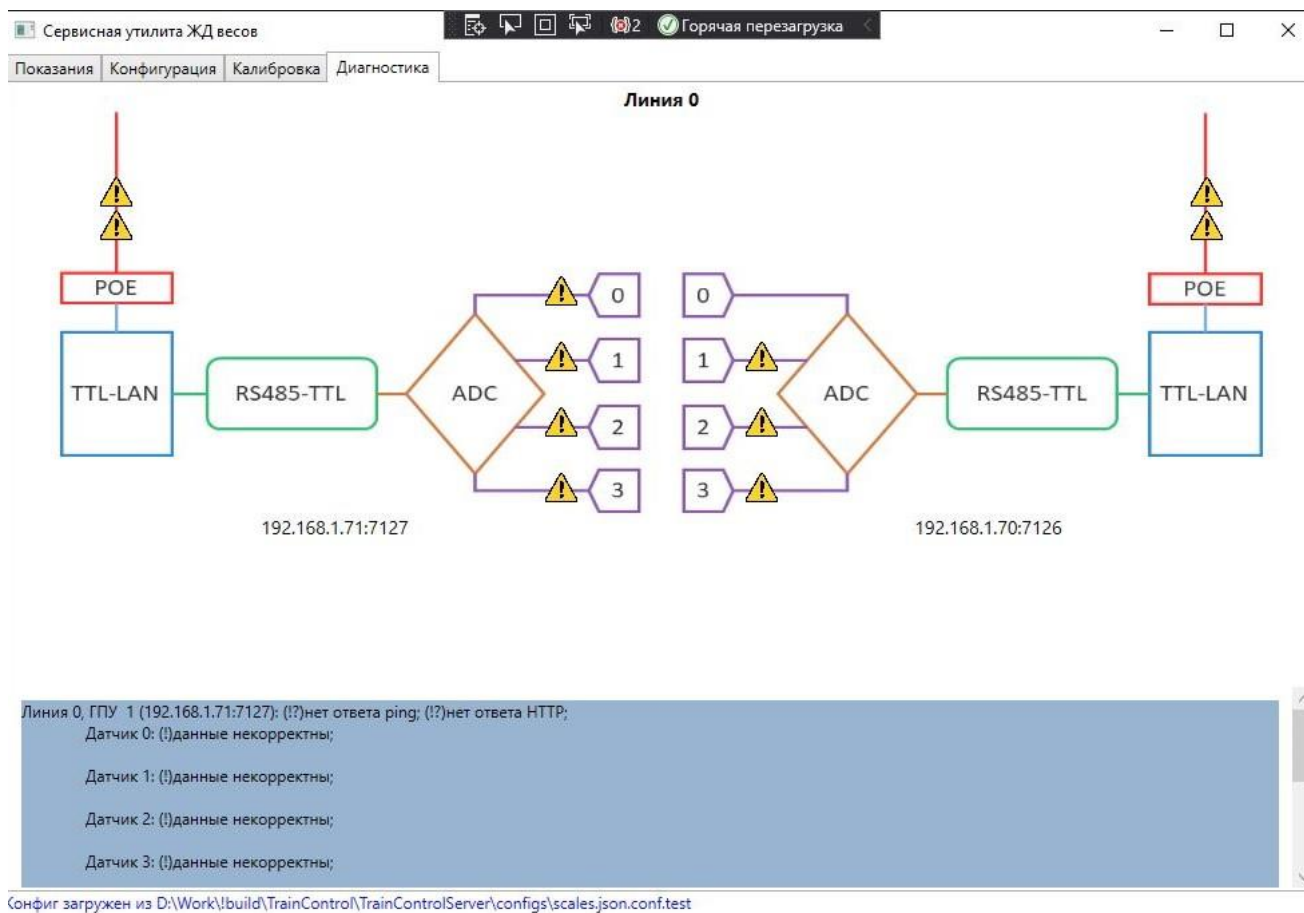 Сервисная утилита ЖД весов
2 Горячая перезагрузка
Показания Конфигурация Калибровка Диагностика
Линия 0
POE POE
TTL-LAN RS485-TTL ADC 0 1 2 3
0 1 2 3 ADC RS485-TTL TTL-LAN
192.168.1.71:7127 192.168.1.70:7126
Линия 0, ГПУ 1 (192.168.1.71:7127): (!?)нет ответа ping; (!?)нет ответа HTTP;
Датчик 0: (!)данные некорректны;
Датчик 1: (!)данные некорректны;
Датчик 2: (!)данные некорректны;
Датчик 3: (!)данные некорректны;
Конфиг загружен из D:\Work\!build\TrainControl\TrainControlServer\configs\scales.json.conf.test